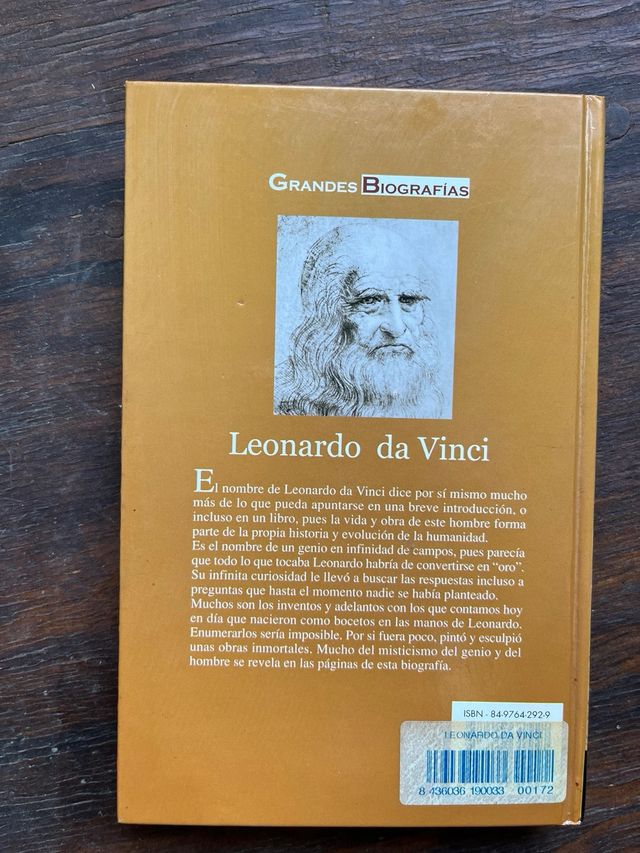 GRANDES BIOGRAFÍAS
Leonardo da Vinci
El nombre de Leonardo da Vinci dice por sí mismo mucho
más de lo que pueda apuntarse en una breve introducción, o
incluso en un libro, pues la vida y obra de este hombre forma
parte de la propia historia y evolución de la humanidad.
Es el nombre de un genio en infinidad de campos, pues parecía
que todo lo que tocaba Leonardo habría de convertirse en “oro”.
Su infinita curiosidad le llevó a buscar las respuestas incluso a
preguntas que hasta el momento nadie se había planteado.
Muchos son los inventos y adelantos con los que contamos hoy
en día que nacieron como bocetos en las manos de Leonardo.
Enumerarlos sería imposible. Por si fuera poco, pintó y esculpió
unas obras inmortales. Mucho del misticismo del genio y del
hombre se revela en las páginas de esta biografía.
ISBN - 84-9764-292-9
LEONARDO DA VINCI
8 436036 190033 00172